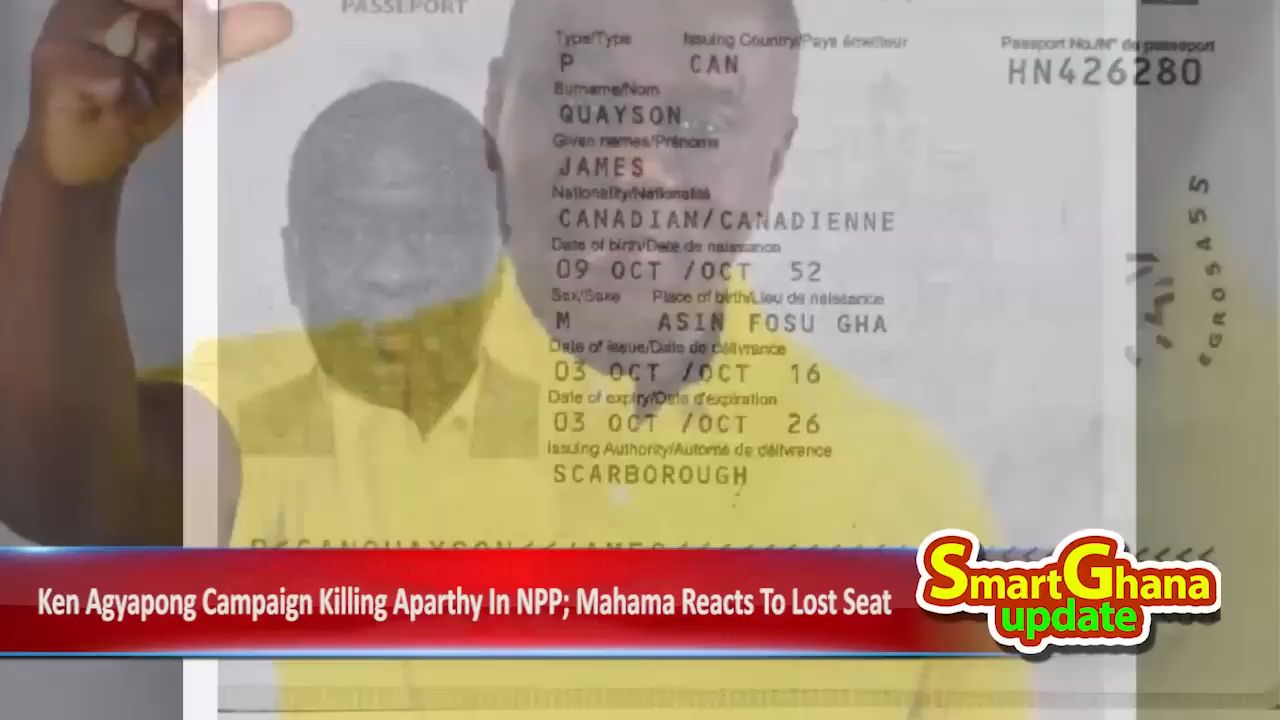 PASSEPORT
Type/Type Issuing Country/Pays émetteur Passport No./N° de passeport
P CAN HN426280
Surname/Nom
QUAYSON
Given names/Prénoms
JAMES
Nationality/Nationalité
CANADIAN/CANADIENNE
Date of birth/Date de naissance
09 OCT /OCT 52
Sex/Sexe Place of birth/Lieu de naissance
M ASIN FOSU GHA
Date of issue/Date de délivrance
03 OCT /OCT 16
Date of expiry/Date d'expiration
03 OCT /OCT 26
Issuing Authority/Autorité de délivrance
SCARBOROUGH
P<CANQUAYSON<<JAMES<<<<<<<<<
Ken Agyapong Campaign Killing Aparthy In NPP; Mahama Reacts To Lost Seat
SmartGhana
update